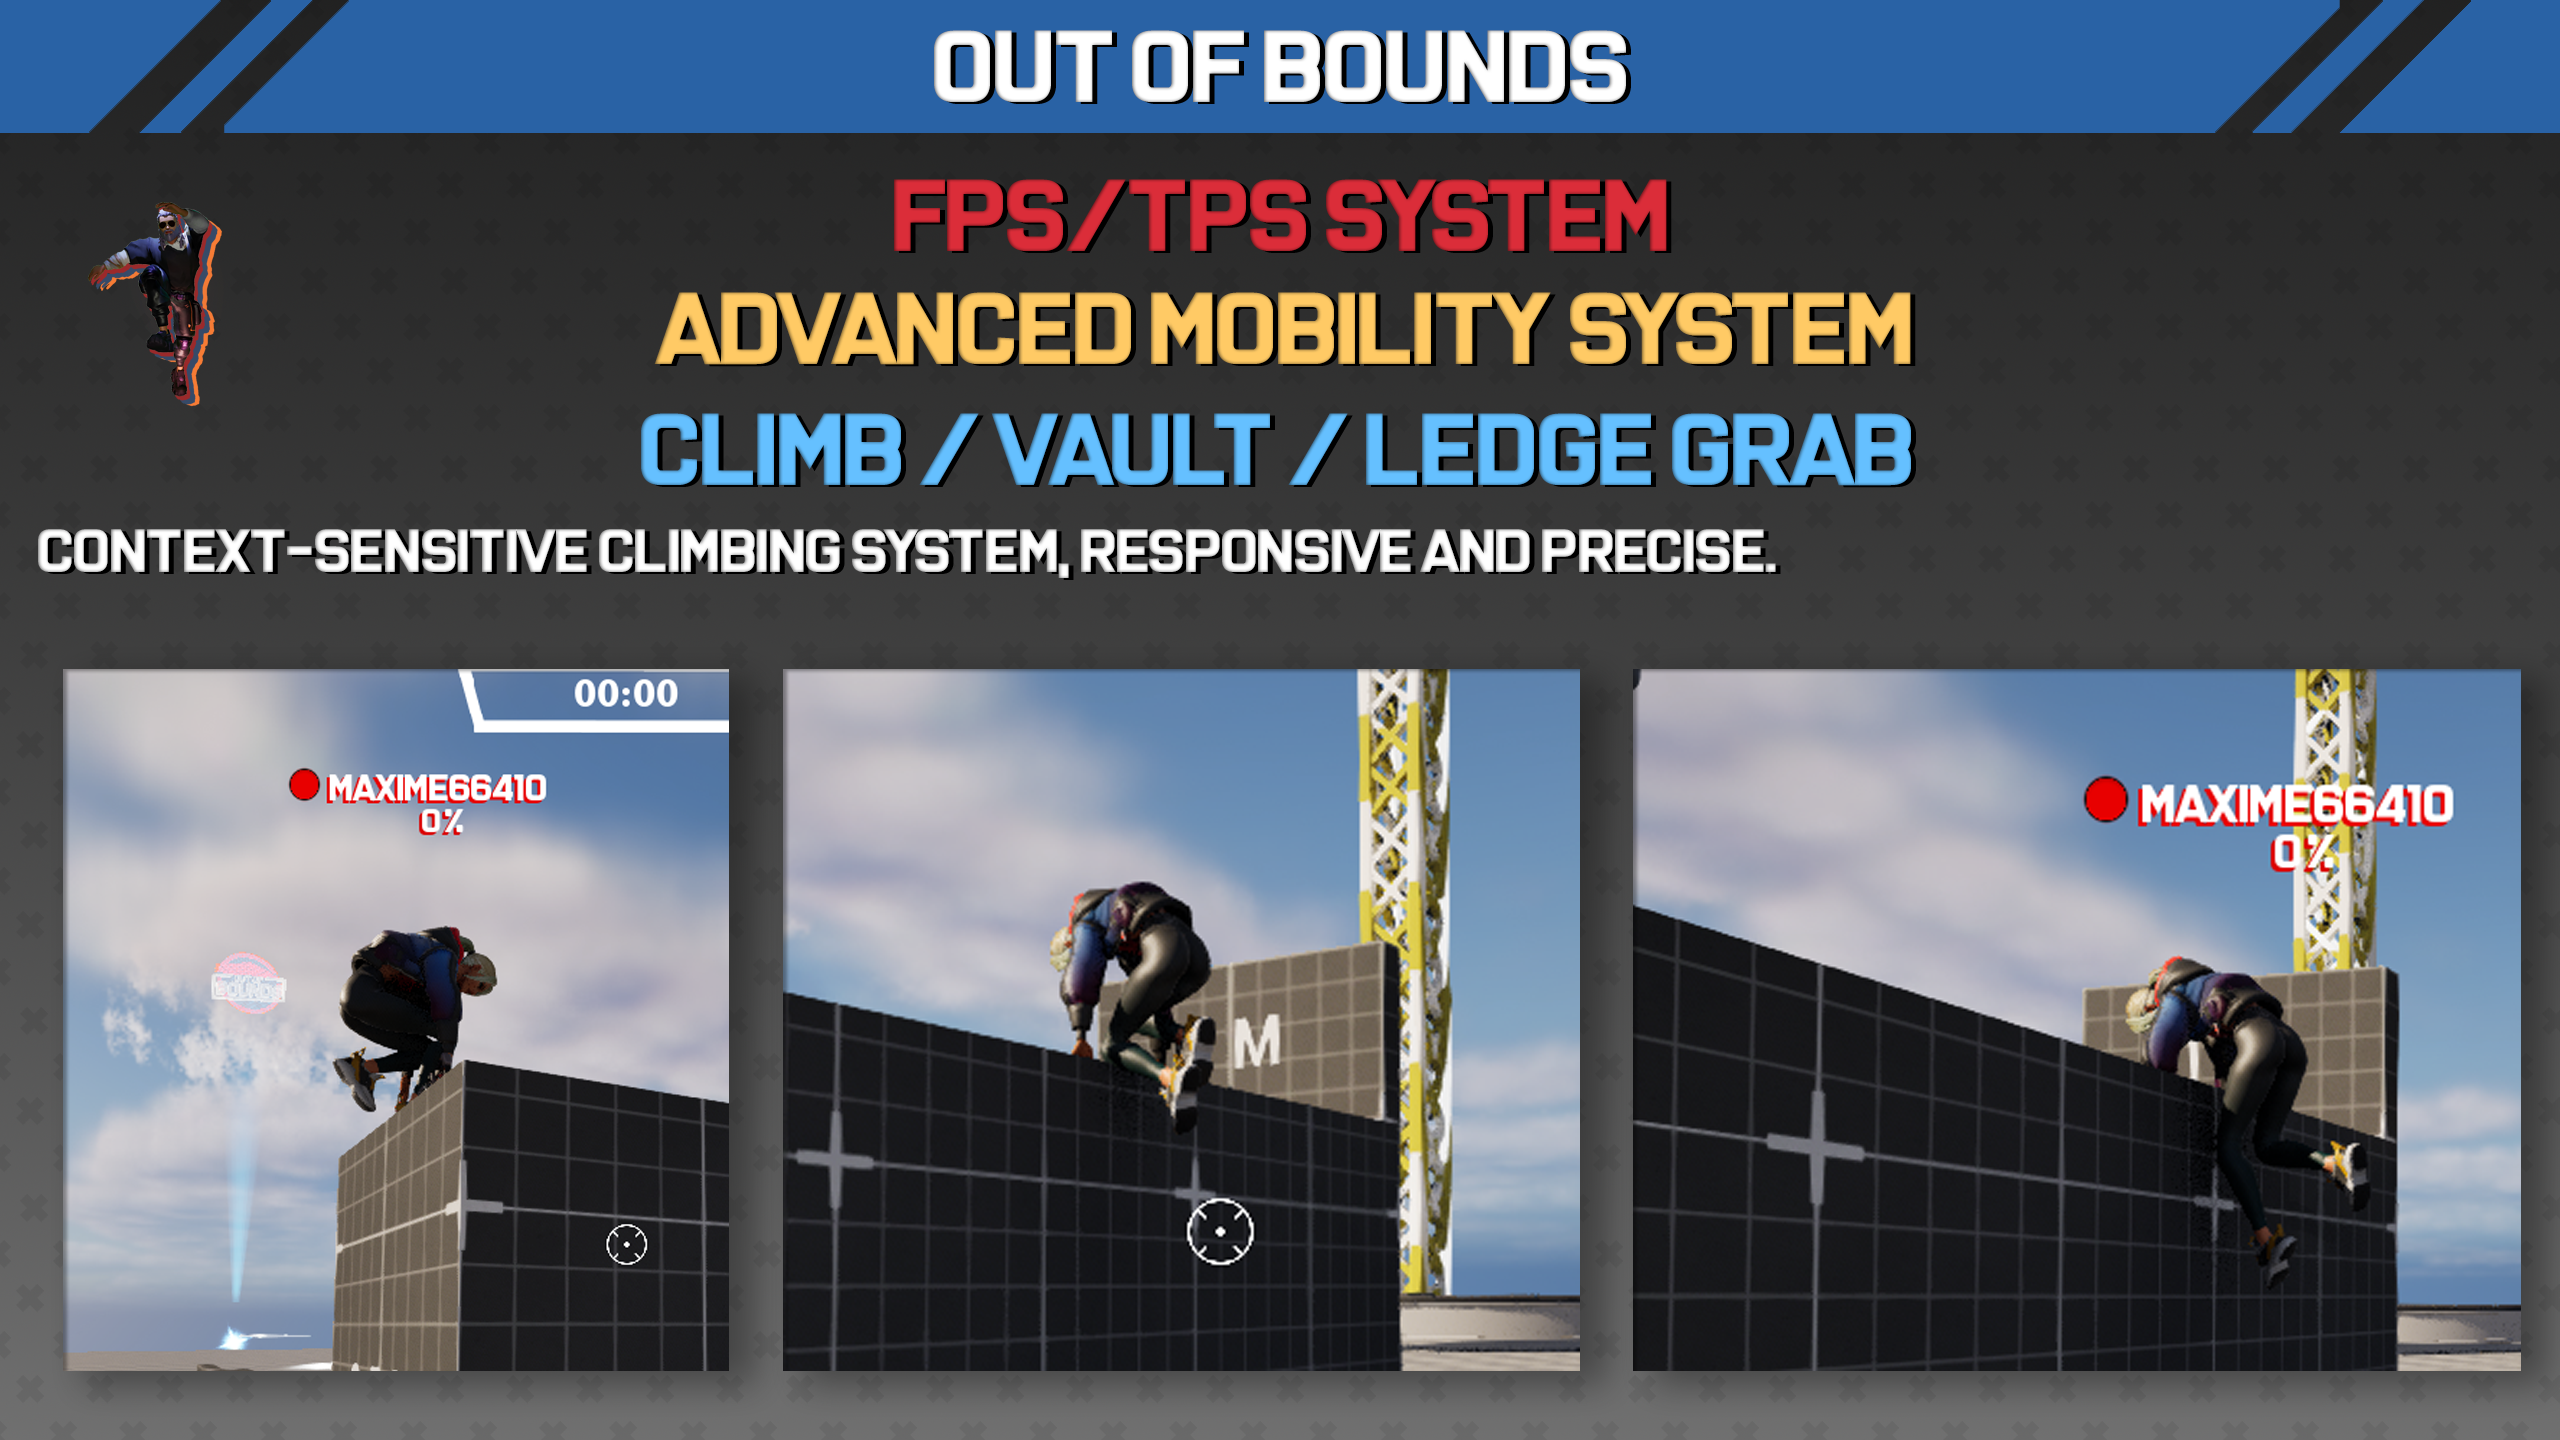 OUT OF BOUNDS
FPS/TPS SYSTEM
ADVANCED MOBILITY SYSTEM
CLIMB / VAULT / LEDGE GRAB
CONTEXT-SENSITIVE CLIMBING SYSTEM, RESPONSIVE AND PRECISE.
00:00
MAXIME66410
0%
BOUNDS
M
MAXIME66410
0%